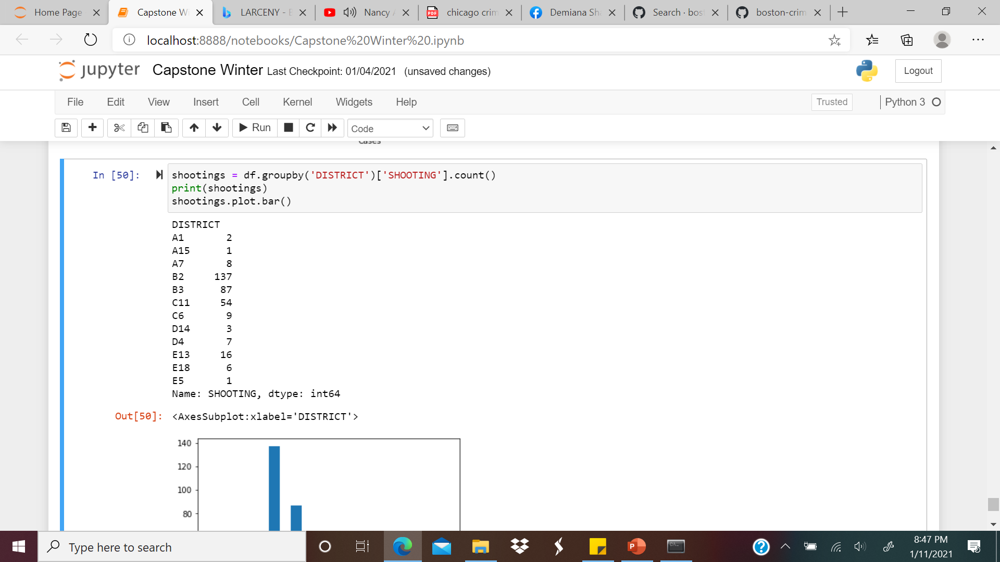 Home Page
Capstone Wi
LARCENY - B
Nancy A
chicago crim
Demiana Sha
Search · bost
boston-crim
localhost:8888/notebooks/Capstone%20Winter%20.ipynb
jupyter Capstone Winter Last Checkpoint: 01/04/2021 (unsaved changes)
Logout
File Edit View Insert Cell Kernel Widgets Help
Trusted
Python 3
Run
Code
Cases
In [50]:
shootings = df.groupby('DISTRICT')['SHOOTING'].count()
print(shootings)
shootings.plot.bar()
DISTRICT
A1 2
A15 1
A7 8
B2 137
B3 87
C11 54
C6 9
D14 3
D4 7
E13 16
E18 6
E5 1
Name: SHOOTING, dtype: int64
Out[50]: <AxesSubplot:xlabel='DISTRICT'>
140
120
100
80
Type here to search
8:47 PM
1/11/2021